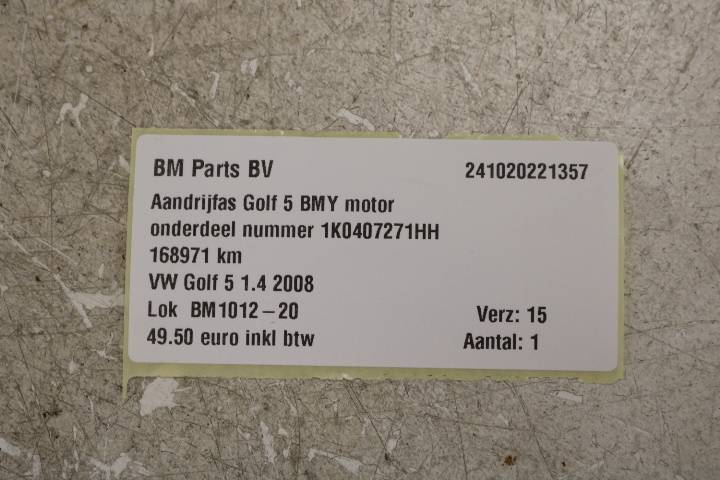 BM Parts BV 241020221357
Aandrijfas Golf 5 BMY motor
onderdeel nummer 1K0407271HH
168971 km
VW Golf 5 1.4 2008
Lok BM1012-20 Verz: 15
49.50 euro inkl btw Aantal: 1